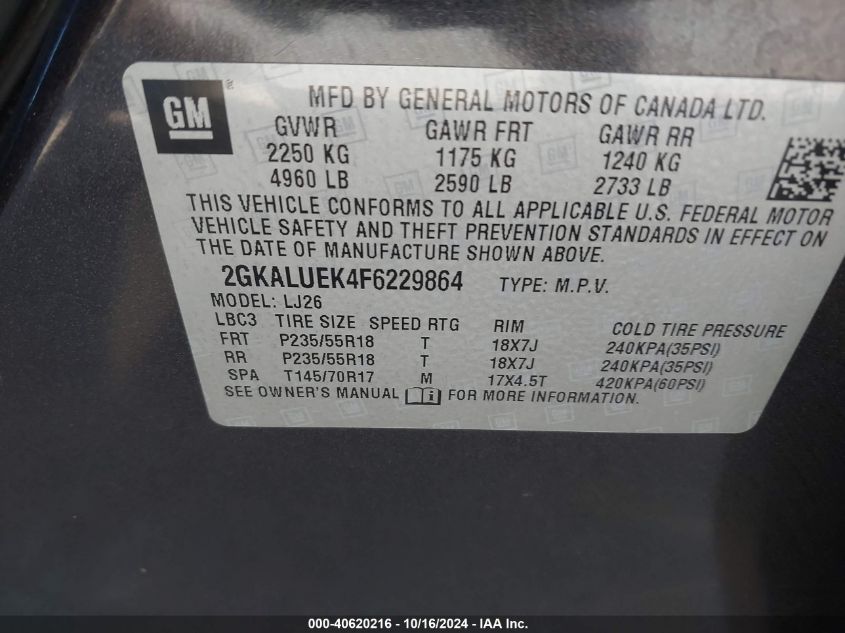 GM
MFD BY GENERAL MOTORS OF CANADA LTD.
GVWR GAWR FRT GAWR RR
2250 KG 1175 KG 1240 KG
4960 LB 2590 LB 2733 LB
THIS VEHICLE CONFORMS TO ALL APPLICABLE U.S. FEDERAL MOTOR
VEHICLE SAFETY AND THEFT PREVENTION STANDARDS IN EFFECT ON
THE DATE OF MANUFACTURE SHOWN ABOVE.
2GKALUEK4F6229864 TYPE: M.P.V.
MODEL: LJ26
LBC3 TIRE SIZE SPEED RTG RIM COLD TIRE PRESSURE
FRT P235/55R18 T 18X7J 240KPA(35PSI)
RR P235/55R18 T 18X7J 240KPA(35PSI)
SPA T145/70R17 M 17X4.5T 420KPA(60PSI)
SEE OWNER'S MANUAL FOR MORE INFORMATION.
000-40620216 - 10/16/2024 - IAA Inc.